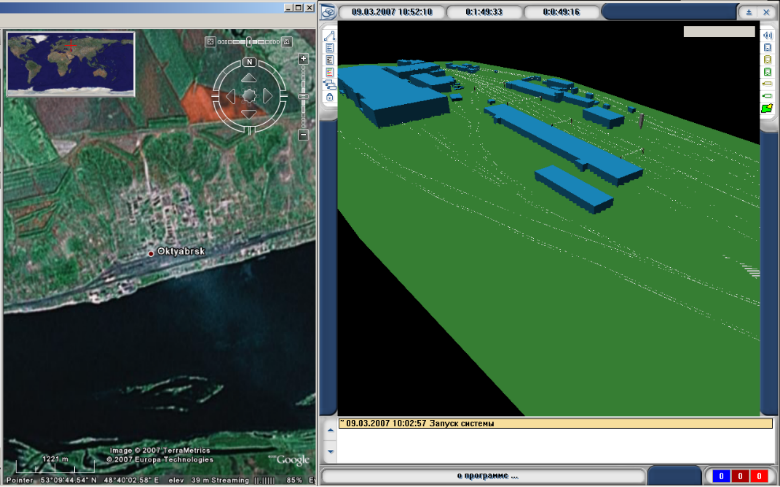 N
Oktyabrsk
Image © 2007 TerraMetrics
© 2007 Europa Technologies
Google
1221 m
Pointer 53°09'44.54" N 48°40'02.58" E elev 39 m Streaming 85%
09.03.2007 10:52:10 0:1:49:33 0:0:49:16
09.03.2007 10:02:57 Запуск системы
о программе ...
0 0 0